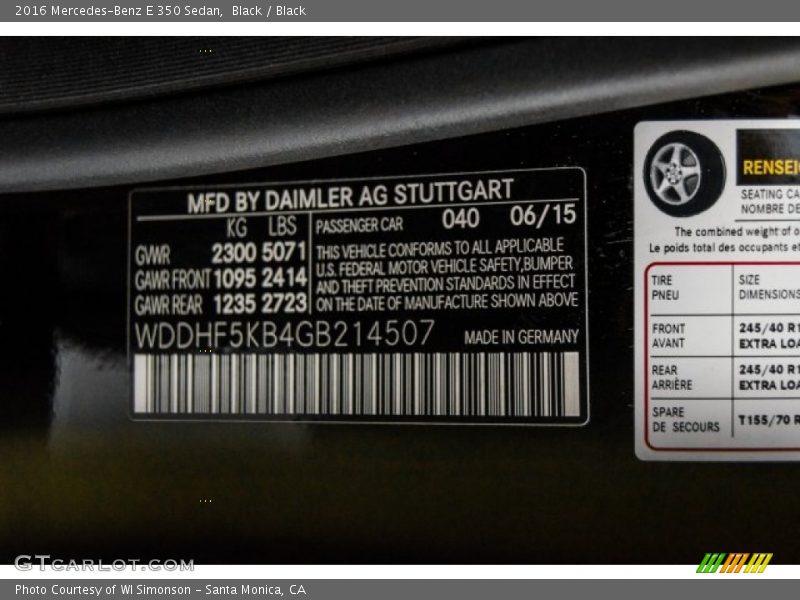 2016 Mercedes-Benz E 350 Sedan, Black / Black
MFD BY DAIMLER AG STUTTGART
KG LBS
GVWR 2300 5071
GAWR FRONT 1095 2414
GAWR REAR 1235 2723
PASSENGER CAR 040 06/15
THIS VEHICLE CONFORMS TO ALL APPLICABLE
U.S. FEDERAL MOTOR VEHICLE SAFETY,BUMPER
AND THEFT PREVENTION STANDARDS IN EFFECT
ON THE DATE OF MANUFACTURE SHOWN ABOVE
WDDHF5KB4GB214507 MADE IN GERMANY
RENSEI
SEATING CA
NOMBRE DE
The combined weight of o
Le poids total des occupants et
TIRE SIZE
PNEU DIMENSIONS
FRONT 245/40 R1
AVANT EXTRA LOA
REAR 245/40 R1
ARRIÈRE EXTRA LOA
SPARE T155/70 R
DE SECOURS
GTCARLOT.COM
Photo Courtesy of WI Simonson - Santa Monica, CA